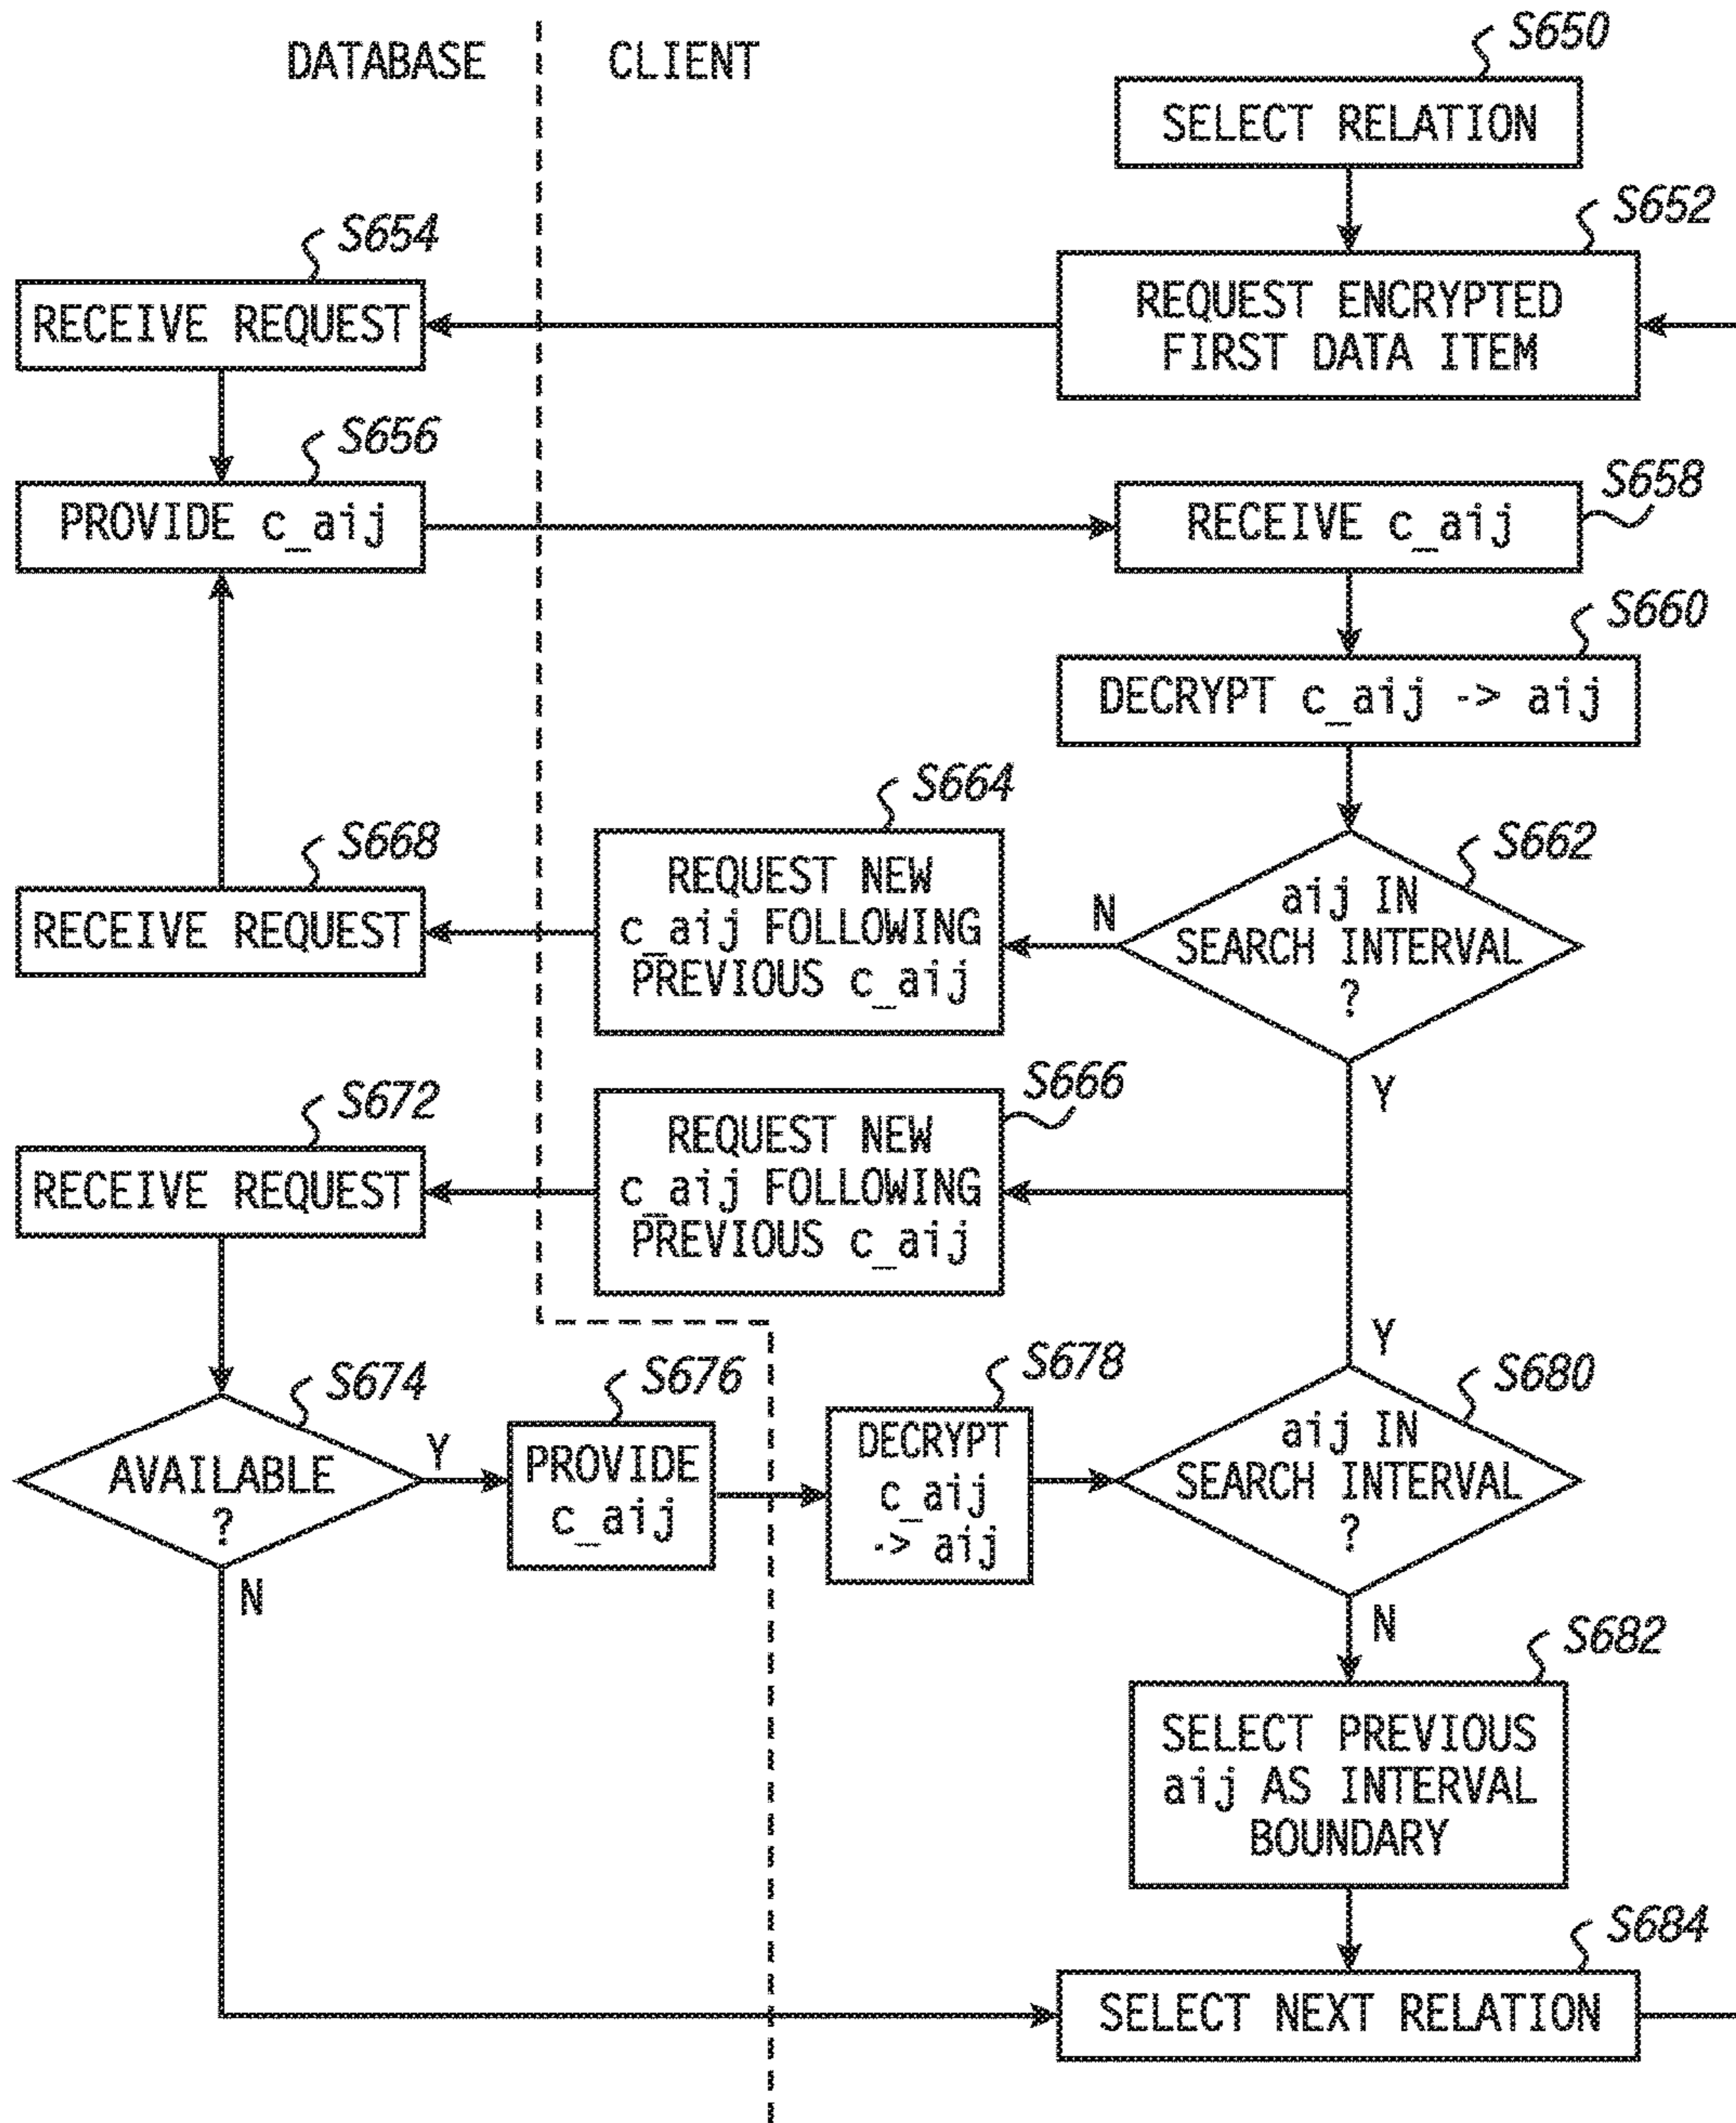 DATABASE
CLIENT
S650
SELECT RELATION
S652
REQUEST ENCRYPTED
FIRST DATA ITEM
S654
RECEIVE REQUEST
S656
PROVIDE c_aij
S658
RECEIVE c_aij
S660
DECRYPT c_aij -> aij
S662
aij IN
SEARCH INTERVAL
?
N
Y
S664
REQUEST NEW
c_aij FOLLOWING
PREVIOUS c_aij
S668
RECEIVE REQUEST
S666
REQUEST NEW
c_aij FOLLOWING
PREVIOUS c_aij
S672
RECEIVE REQUEST
S674
AVAILABLE
?
Y
N
S676
PROVIDE
c_aij
S678
DECRYPT
c_aij
-> aij
S680
Y
aij IN
SEARCH INTERVAL
?
N
S682
SELECT PREVIOUS
aij AS INTERVAL
BOUNDARY
S684
SELECT NEXT RELATION